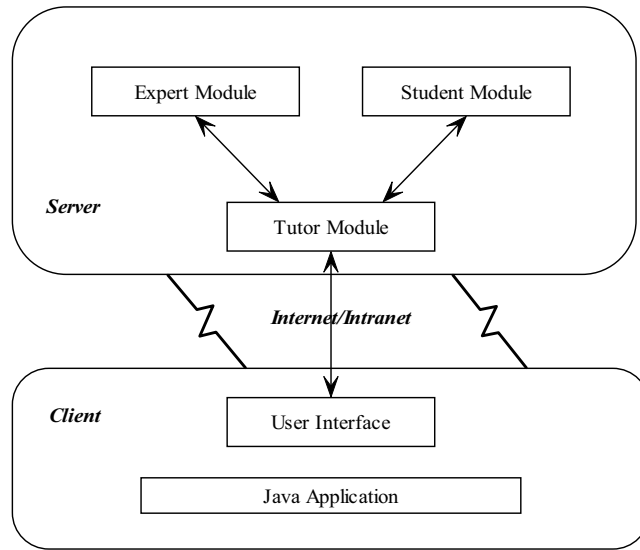 Expert Module
Student Module
Server
Tutor Module
Internet/Intranet
Client
User Interface
Java Application